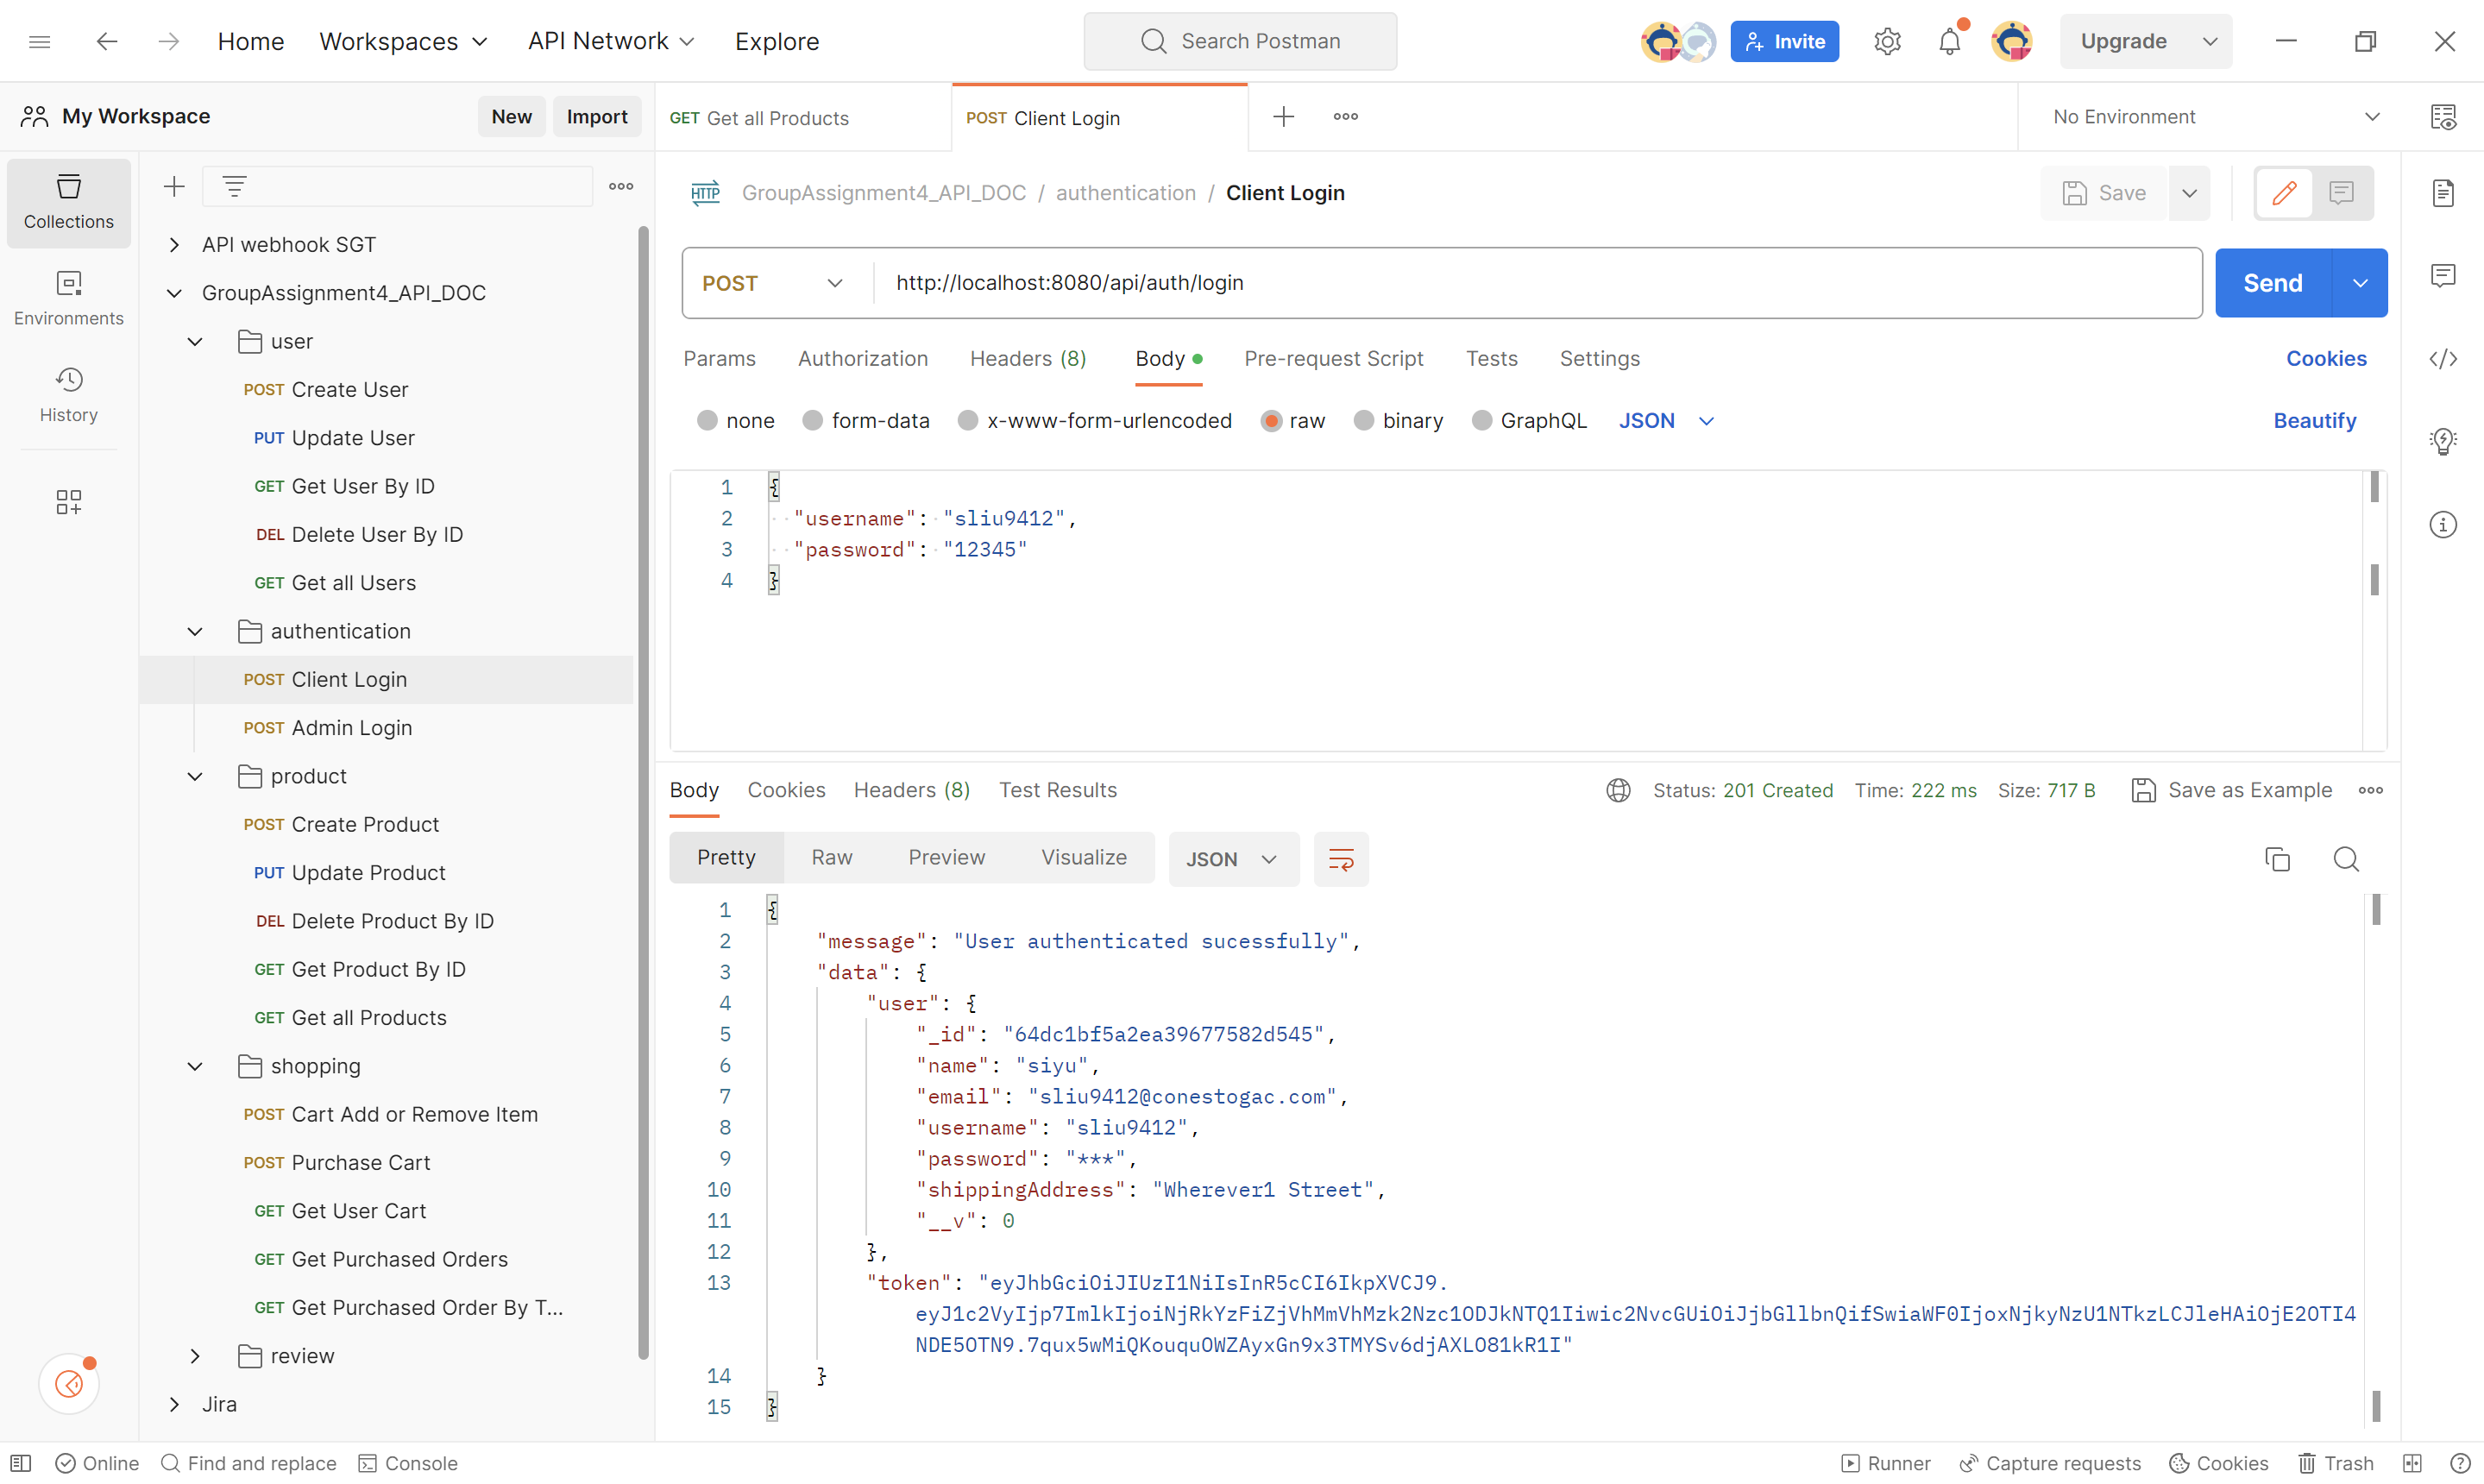 Home Workspaces API Network Explore Search Postman Invite Upgrade
My Workspace New Import GET Get all Products POST Client Login No Environment
Collections
Environments
History
API webhook SGT
GroupAssignment4_API_DOC
user
POST Create User
PUT Update User
GET Get User By ID
DEL Delete User By ID
GET Get all Users
authentication
POST Client Login
POST Admin Login
product
POST Create Product
PUT Update Product
DEL Delete Product By ID
GET Get Product By ID
GET Get all Products
shopping
POST Cart Add or Remove Item
POST Purchase Cart
GET Get User Cart
GET Get Purchased Orders
GET Get Purchased Order By T...
review
Jira
HTTP GroupAssignment4_API_DOC / authentication / Client Login Save
POST http://localhost:8080/api/auth/login Send
Params Authorization Headers (8) Body Pre-request Script Tests Settings Cookies
none form-data x-www-form-urlencoded raw binary GraphQL JSON Beautify
1 {
2 "username": "sliu9412",
3 "password": "12345"
4 }
Body Cookies Headers (8) Test Results Status: 201 Created Time: 222 ms Size: 717 B Save as Example
Pretty Raw Preview Visualize JSON
1 {
2 "message": "User authenticated sucessfully",
3 "data": {
4 "user": {
5 "_id": "64dc1bf5a2ea39677582d545",
6 "name": "siyu",
7 "email": "sliu9412@conestogac.com",
8 "username": "sliu9412",
9 "password": "***",
10 "shippingAddress": "Wherever1 Street",
11 "__v": 0
12 },
13 "token": "eyJhbGciOiJIUzI1NiIsInR5cCI6IkpXVCJ9.
eyJ1c2VyIjp7ImlkIjoiNjRkYzFiZjVhMmVhMzk2Nzc1ODJkNTQ1Iiwic2NvcGUiOiJjbGllbnQifSwiaWF0IjoxNjkyNzU1NTkzLCJleHAiOjE2OTI4
NDE5OTN9.7qux5wMiQKouquOWZAyxGn9x3TMYSv6djAXLO81kR1I"
14 }
15 }
Online Find and replace Console Runner Capture requests Cookies Trash